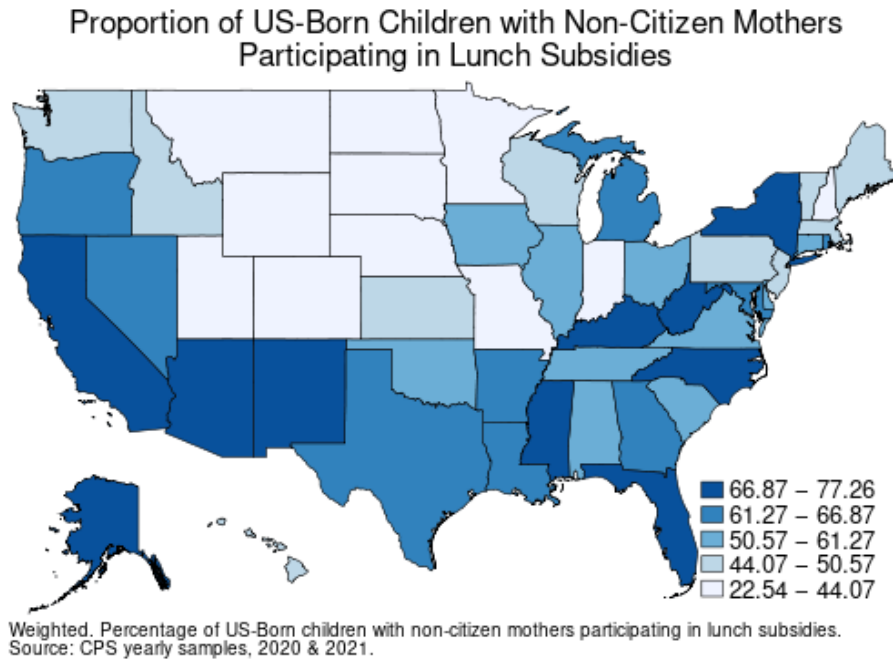 Proportion of US-Born Children with Non-Citizen Mothers
Participating in Lunch Subsidies
66.87 – 77.26
61.27 – 66.87
50.57 – 61.27
44.07 – 50.57
22.54 – 44.07
Weighted. Percentage of US-Born children with non-citizen mothers participating in lunch subsidies.
Source: CPS yearly samples, 2020 & 2021.